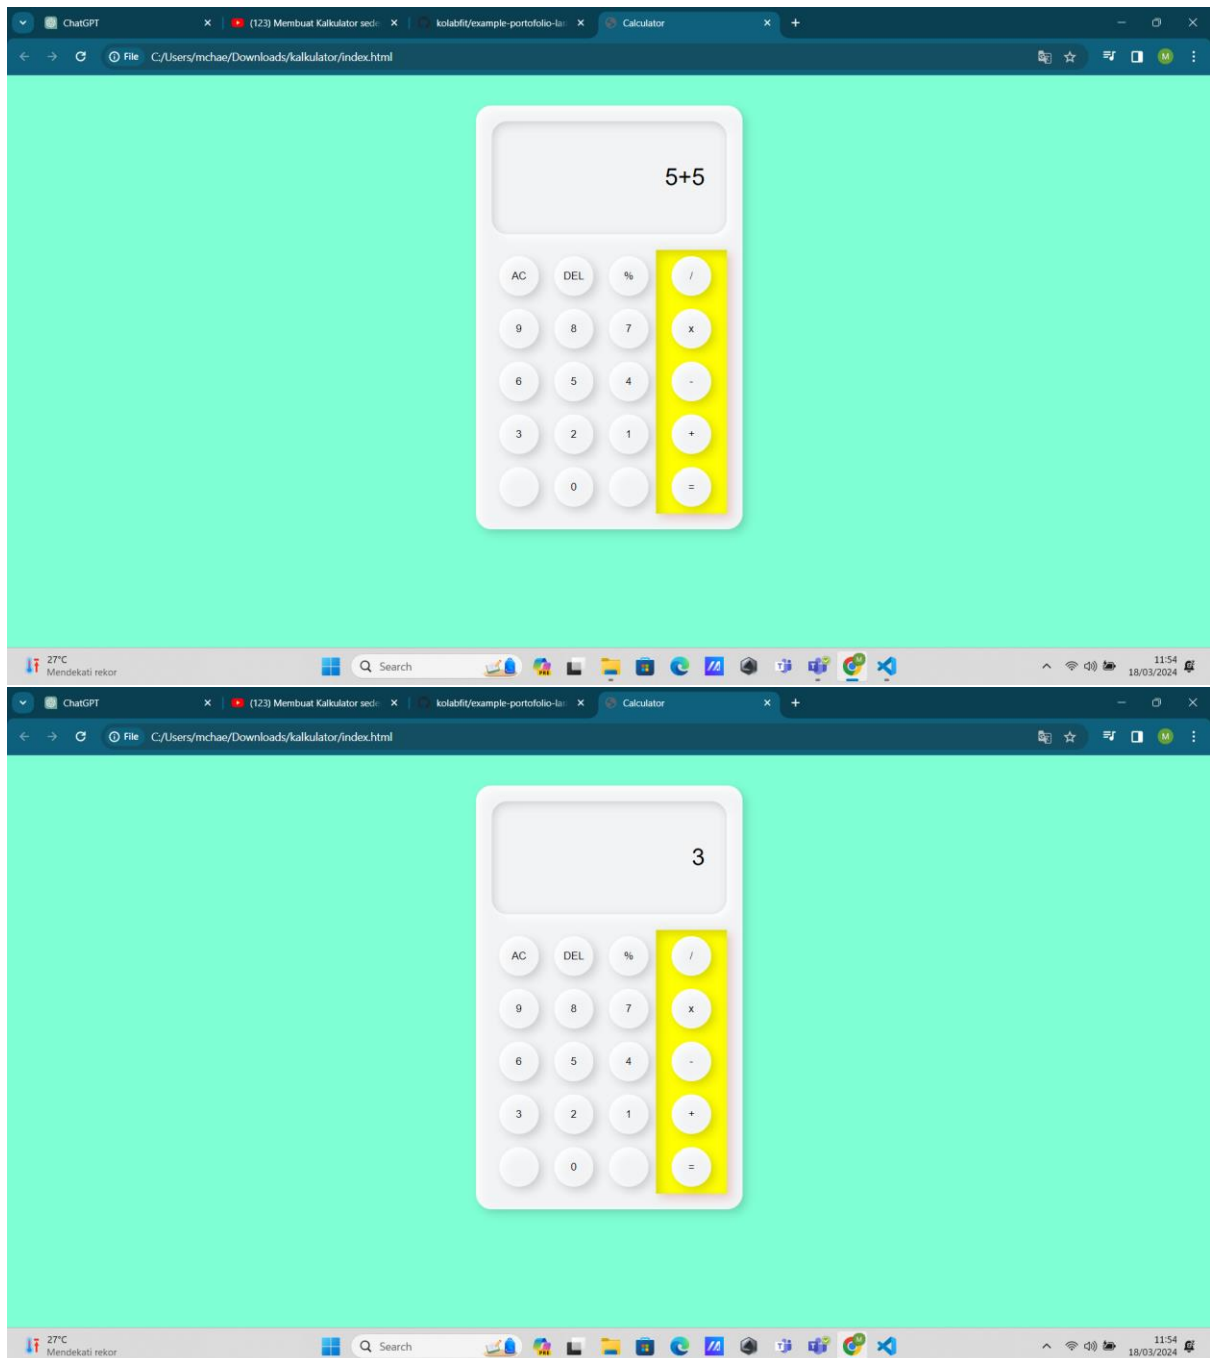 ChatGPT (123) Membuat Kalkulator sede kolabfit/example-portofolio-lan Calculator
File C:/Users/mchae/Downloads/kalkulator/index.html M
5+5
AC DEL % /
9 8 7 x
6 5 4 -
3 2 1 +
0 =
27°C
Mendekati rekor
Search
PRE
11:54
18/03/2024
ChatGPT (123) Membuat Kalkulator sede kolabfit/example-portofolio-lan Calculator
File C:/Users/mchae/Downloads/kalkulator/index.html M
3
AC DEL % /
9 8 7 x
6 5 4 -
3 2 1 +
0 =
27°C
Mendekati rekor
Search
PRE
11:54
18/03/2024